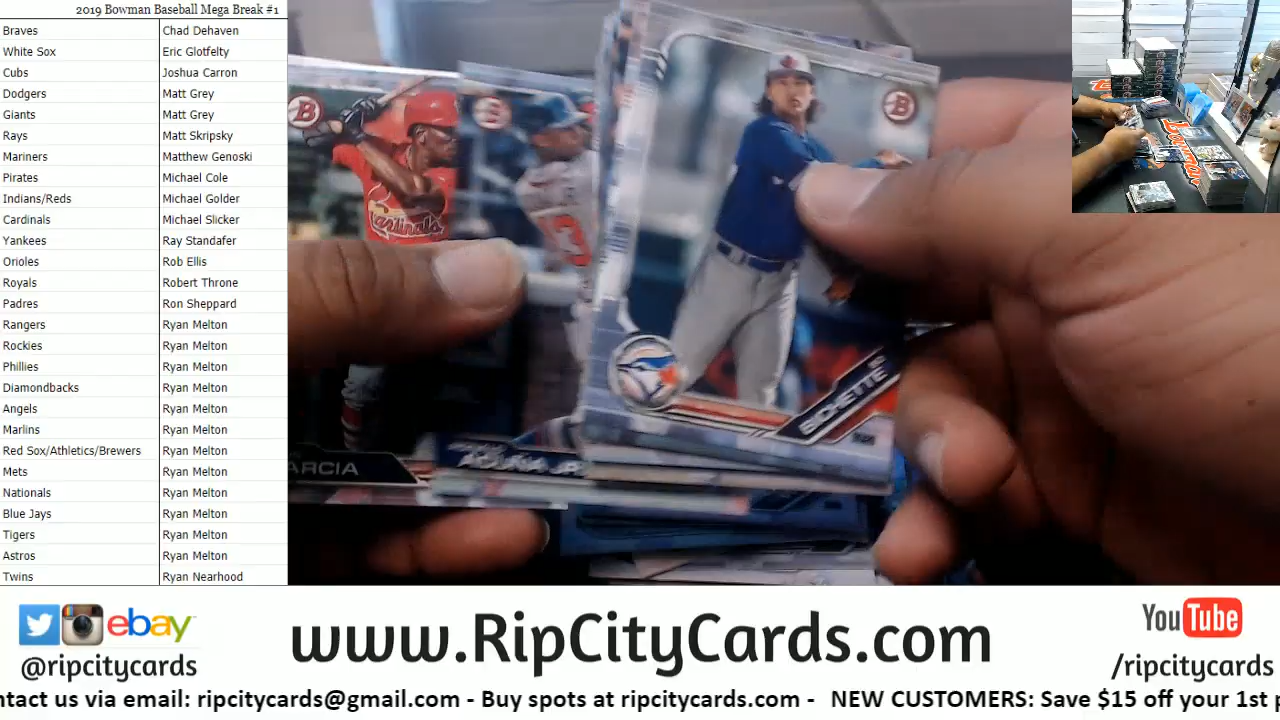 2019 Bowman Baseball Mega Break #1
Braves Chad Dehaven
White Sox Eric Glotfelty
Cubs Joshua Carron
Dodgers Matt Grey
Giants Matt Grey
Rays Matt Skripsky
Mariners Matthew Genoski
Pirates Michael Cole
Indians/Reds Michael Golder
Cardinals Michael Slicker
Yankees Ray Standafer
Orioles Rob Ellis
Royals Robert Throne
Padres Ron Sheppard
Rangers Ryan Melton
Rockies Ryan Melton
Phillies Ryan Melton
Diamondbacks Ryan Melton
Angels Ryan Melton
Marlins Ryan Melton
Red Sox/Athletics/Brewers Ryan Melton
Mets Ryan Melton
Nationals Ryan Melton
Blue Jays Ryan Melton
Tigers Ryan Melton
Astros Ryan Melton
Twins Ryan Nearhood
B
B
B
Cardinals
13
ARCIA
ACUÑA JR.
BO
BICHETTE
Bowman
ebay
@ripcitycards
www.RipCityCards.com
YouTube
/ripcitycards
ntact us via email: ripcitycards@gmail.com - Buy spots at ripcitycards.com - NEW CUSTOMERS: Save $15 off your 1st p